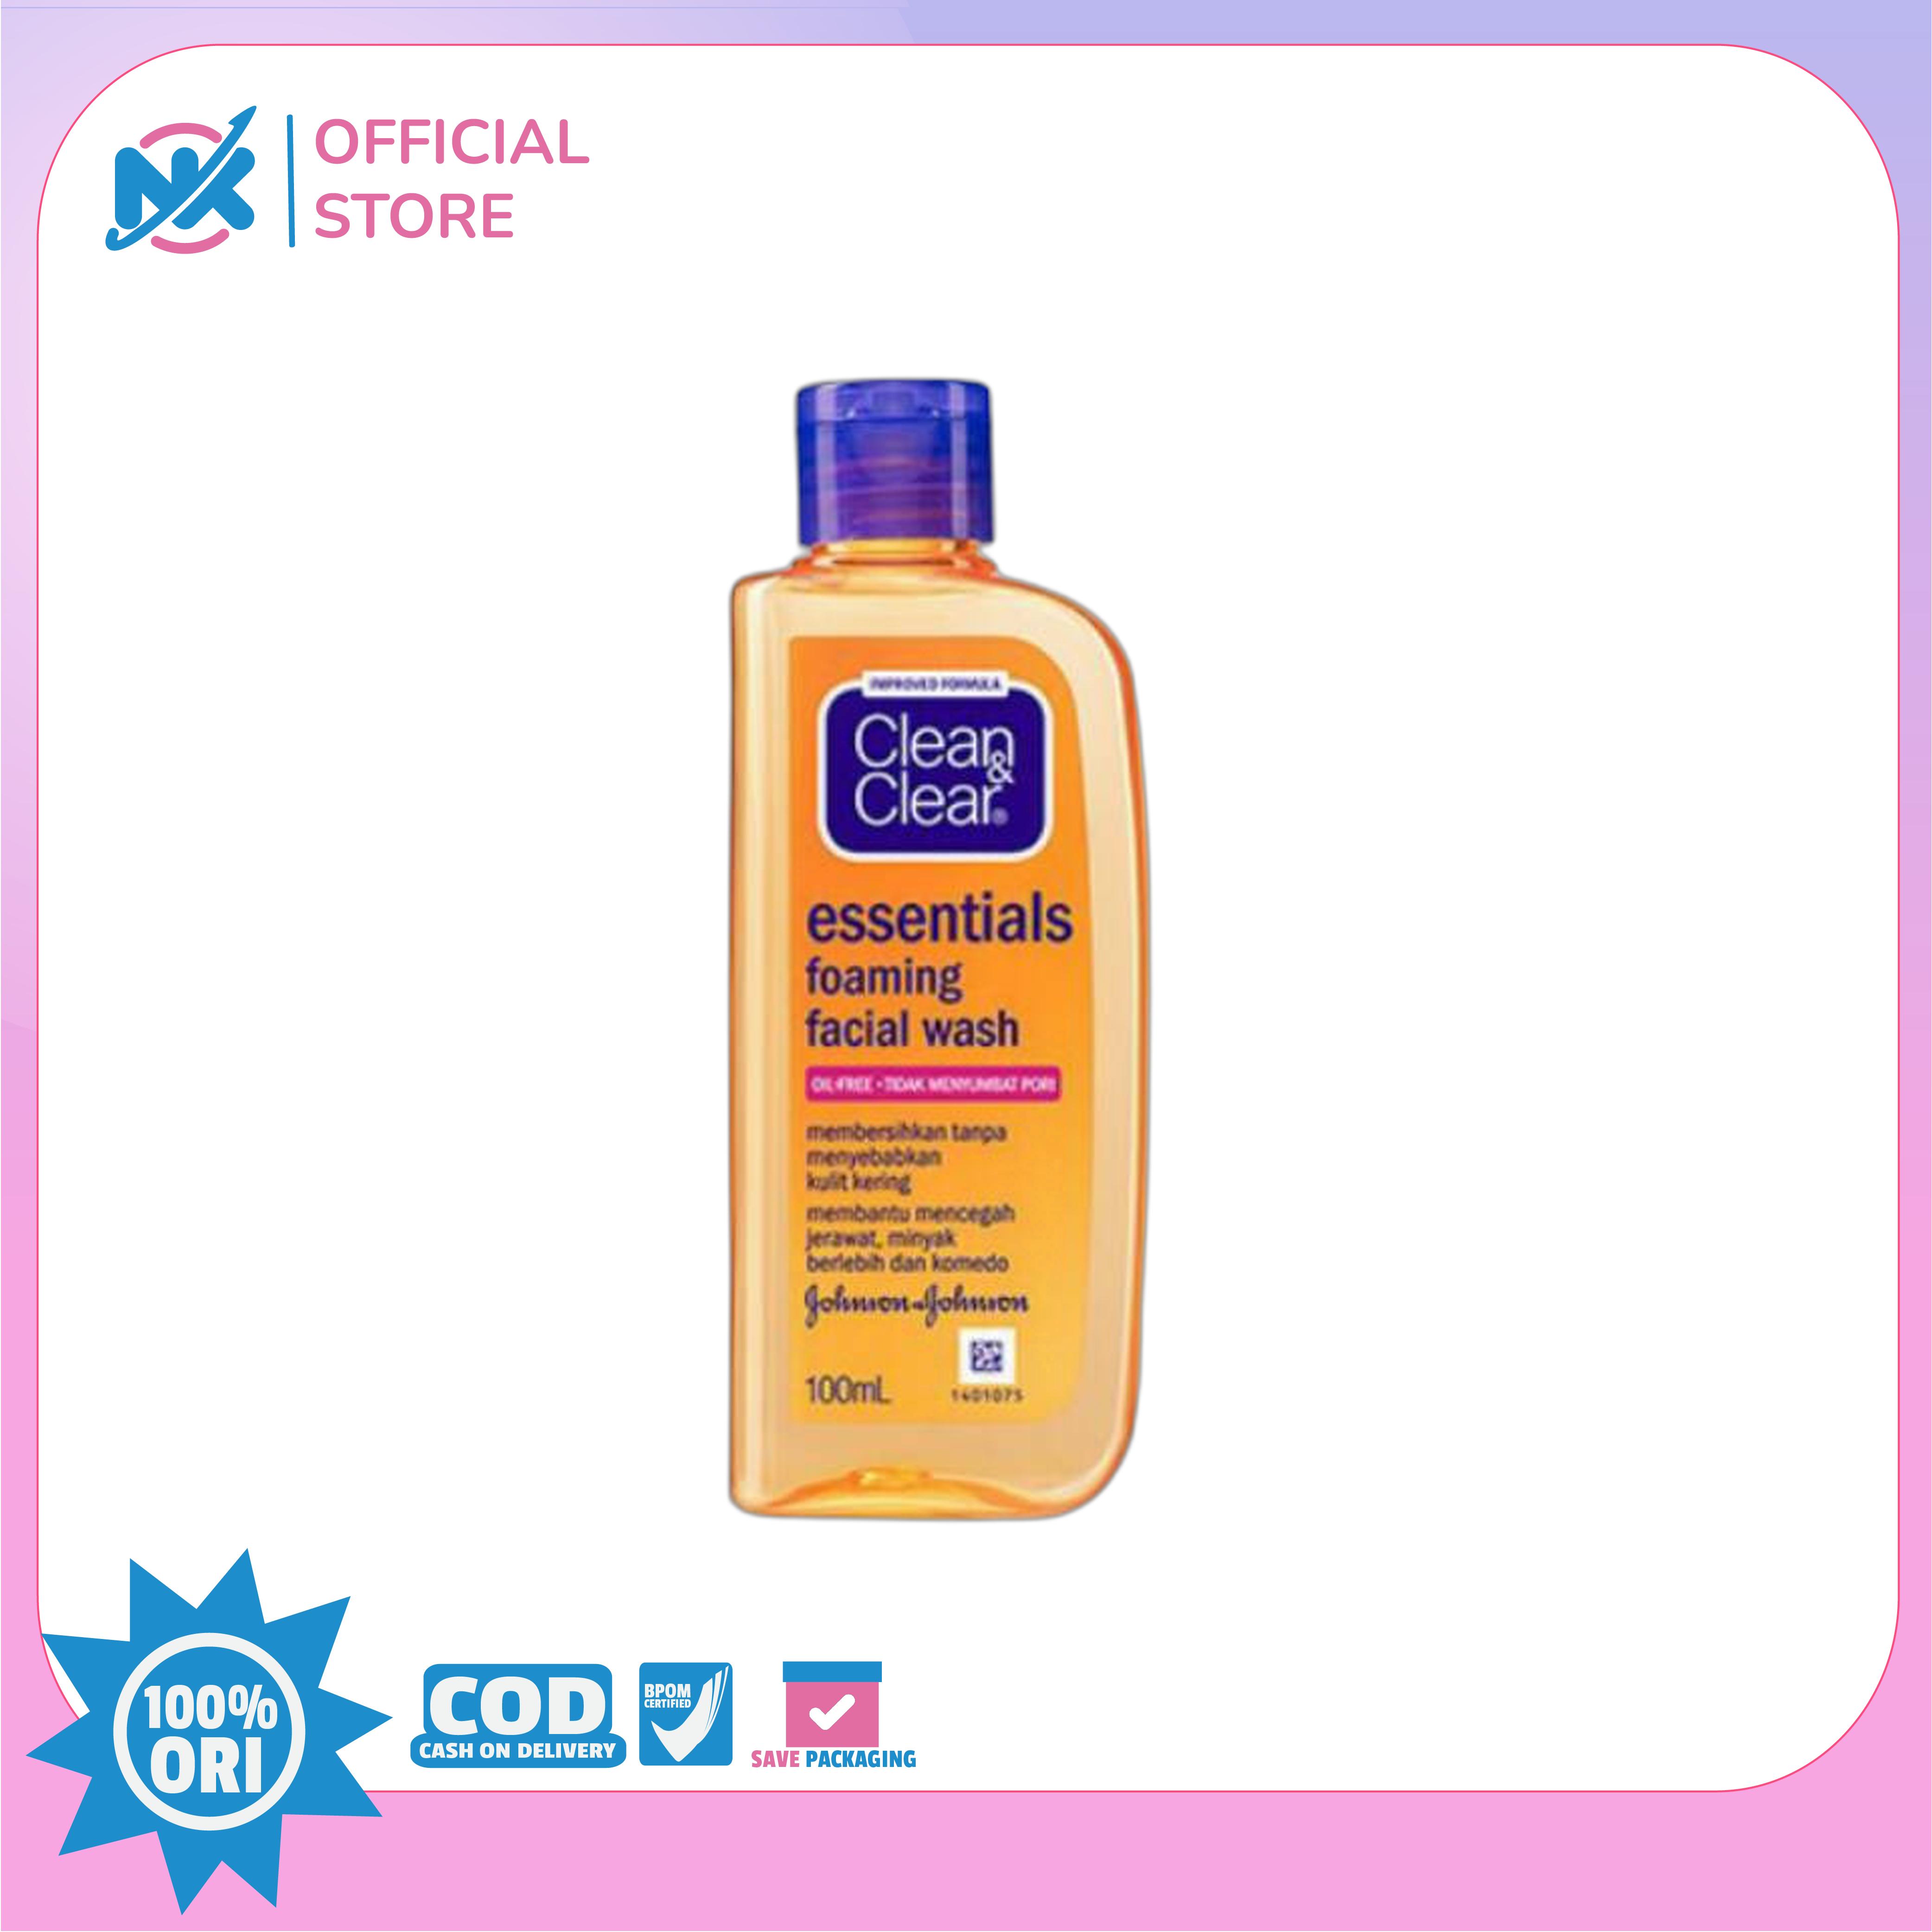 NK
OFFICIAL
STORE
IMPROVED FORMULA
Clean
&
Clear®
essentials
foaming
facial wash
OIL-FREE • TIDAK MENYUMBAT PORI
membersihkan tanpa
menyebabkan
kulit kering
membantu mencegah
jerawat, minyak
berlebih dan komedo
Johnson & Johnson
100mL
1401075
100%
ORI
COD
CASH ON DELIVERY
BPOM
CERTIFIED
SAVE PACKAGING